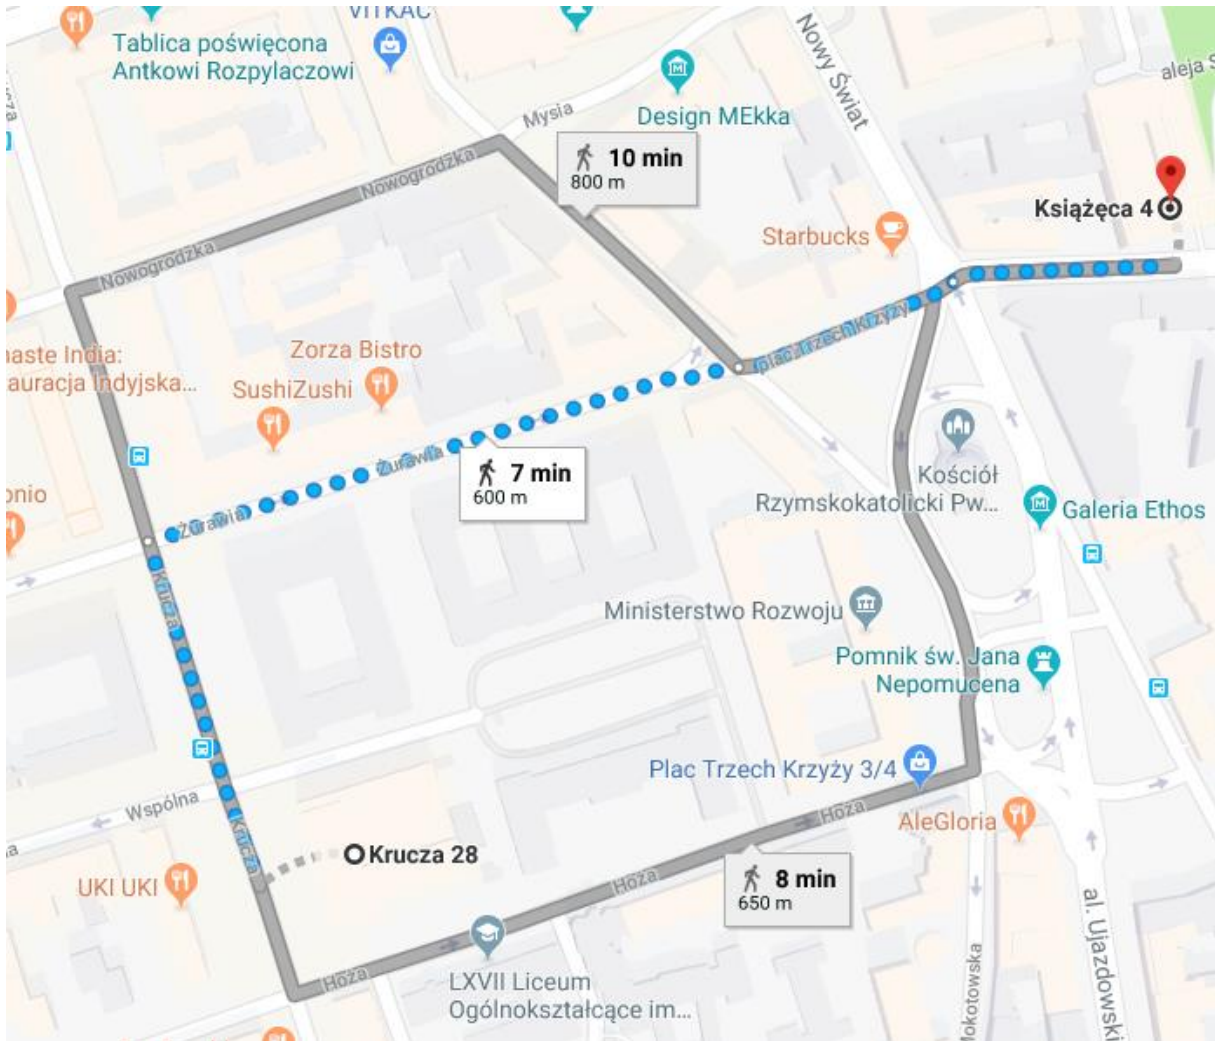 VITKAC
Tablica poświęcona
Antkowi Rozpylaczowi
Nowy Świat
Design MEkka
Mysia
10 min
800 m
Nowogrodzka
Nowogrodzka
Książęca 4
Starbucks
plac Trzech Krzyży
Zorza Bistro
SushiZushi
naste India:
auracja Indyjska...
Żurawia
7 min
600 m
onio
Żurawia
Kościół
Rzymskokatolicki Pw...
Galeria Ethos
Krucza
Ministerstwo Rozwoju
Pomnik św. Jana
Nepomucena
Plac Trzech Krzyży 3/4
Wspólna
Hoża
AleGloria
Krucza
Krucza 28
UKI UKI
Hoża
8 min
650 m
al. Ujazdowski
Hoża
LXVII Liceum
Ogólnokształcące im...
Mokotowska
aleja S